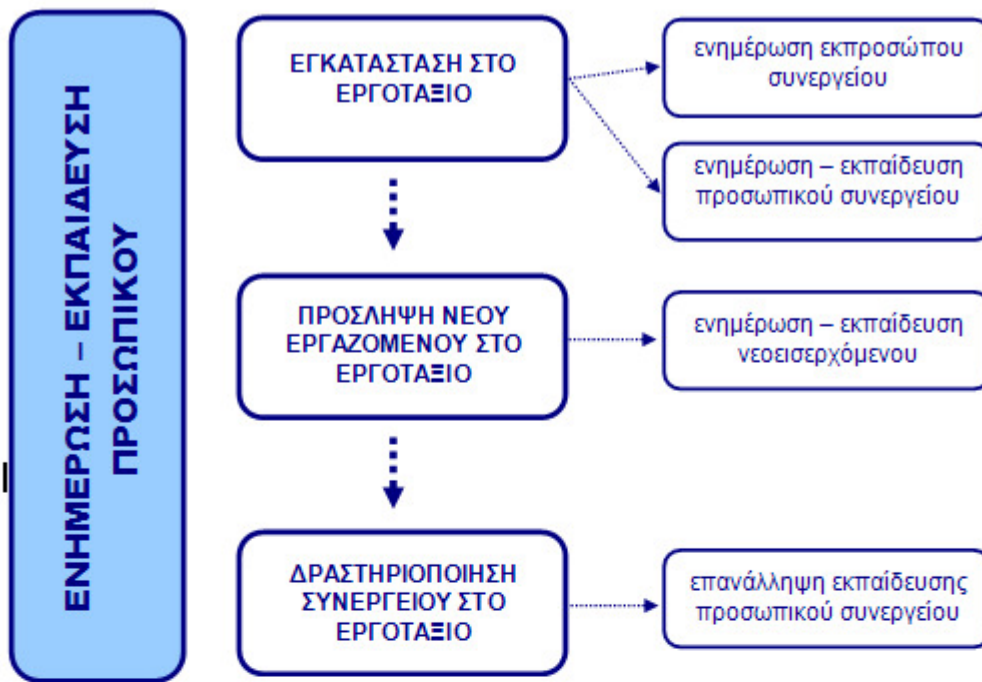 ΕΝΗΜΕΡΩΣΗ – ΕΚΠΑΙΔΕΥΣΗ
ΠΡΟΣΩΠΙΚΟΥ
ΕΓΚΑΤΑΣΤΑΣΗ ΣΤΟ
ΕΡΓΟΤΑΞΙΟ
ενημέρωση εκπροσώπου
συνεργείου
ενημέρωση – εκπαίδευση
προσωπικού συνεργείου
ΠΡΟΣΛΗΨΗ ΝΕΟΥ
ΕΡΓΑΖΟΜΕΝΟΥ ΣΤΟ
ΕΡΓΟΤΑΞΙΟ
ενημέρωση – εκπαίδευση
νεοεισερχόμενου
ΔΡΑΣΤΗΡΙΟΠΟΙΗΣΗ
ΣΥΝΕΡΓΕΙΟΥ ΣΤΟ
ΕΡΓΟΤΑΞΙΟ
επανάλληψη εκπαίδευσης
προσωπικού συνεργείου